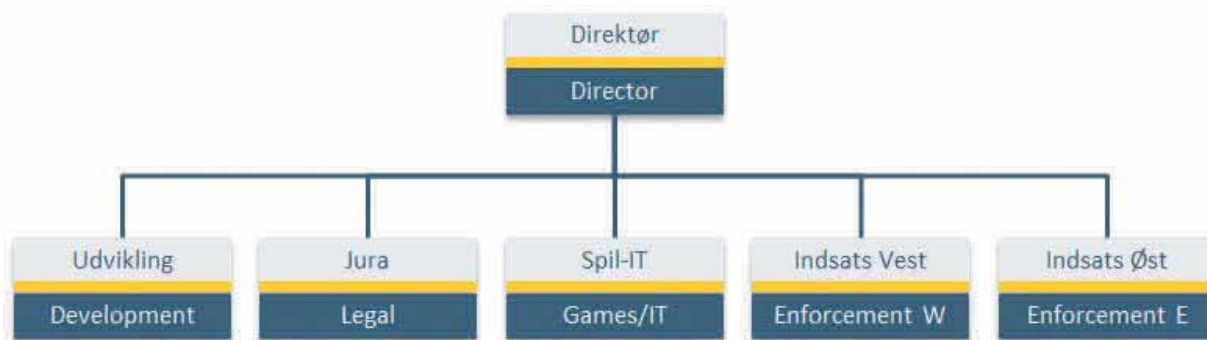 Direktør
Director
Udvikling
Development
Jura
Legal
Spil-IT
Games/IT
Indsats Vest
Enforcement W
Indsats Øst
Enforcement E